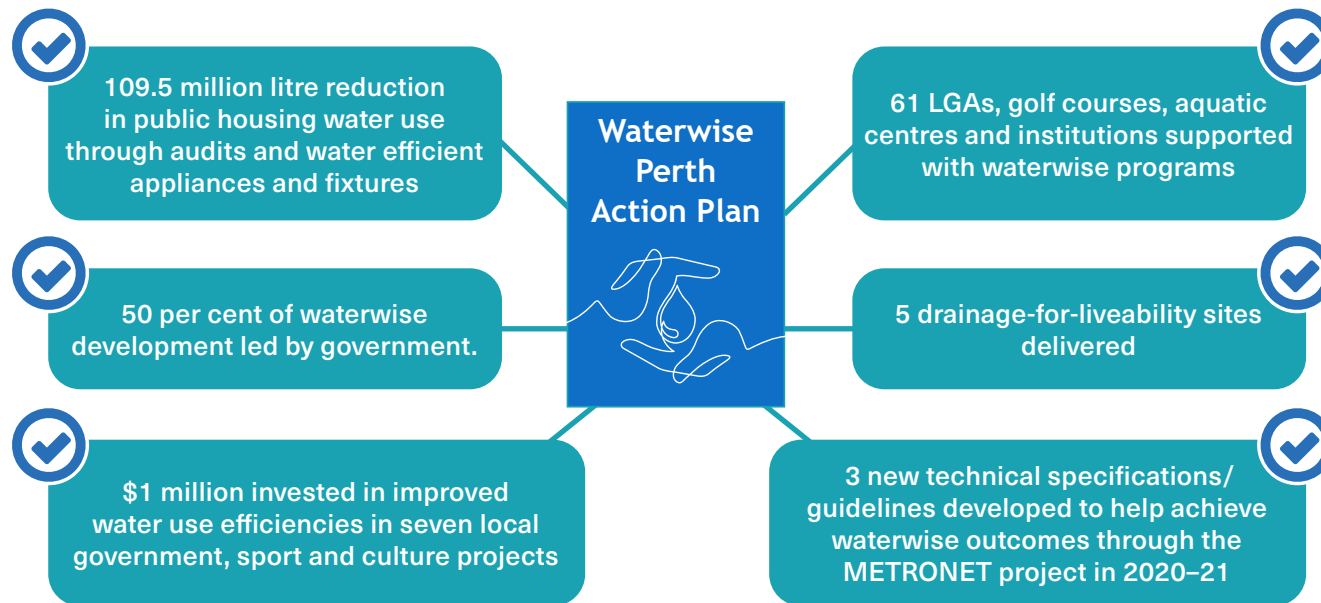 109.5 million litre reduction
in public housing water use
through audits and water efficient
appliances and fixtures
50 per cent of waterwise
development led by government.
$1 million invested in improved
water use efficiencies in seven local
government, sport and culture projects
Waterwise
Perth
Action Plan
61 LGAs, golf courses, aquatic
centres and institutions supported
with waterwise programs
5 drainage-for-liveability sites
delivered
3 new technical specifications/
guidelines developed to help achieve
waterwise outcomes through the
METRONET project in 2020–21